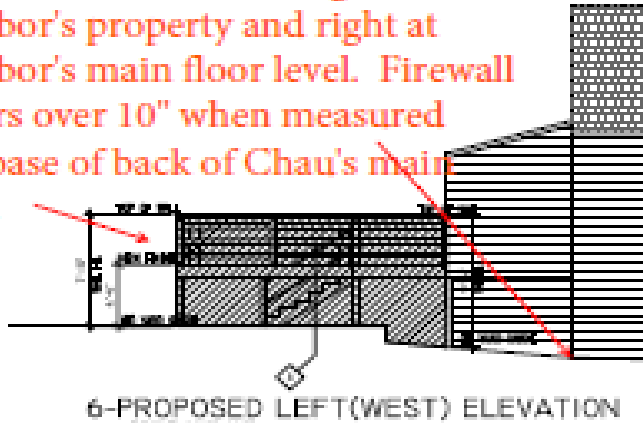 bor's property and right at
bor's main floor level. Firewall
rs over 10" when measured
base of back of Chau's main
6-PROPOSED LEFT(WEST) ELEVATION